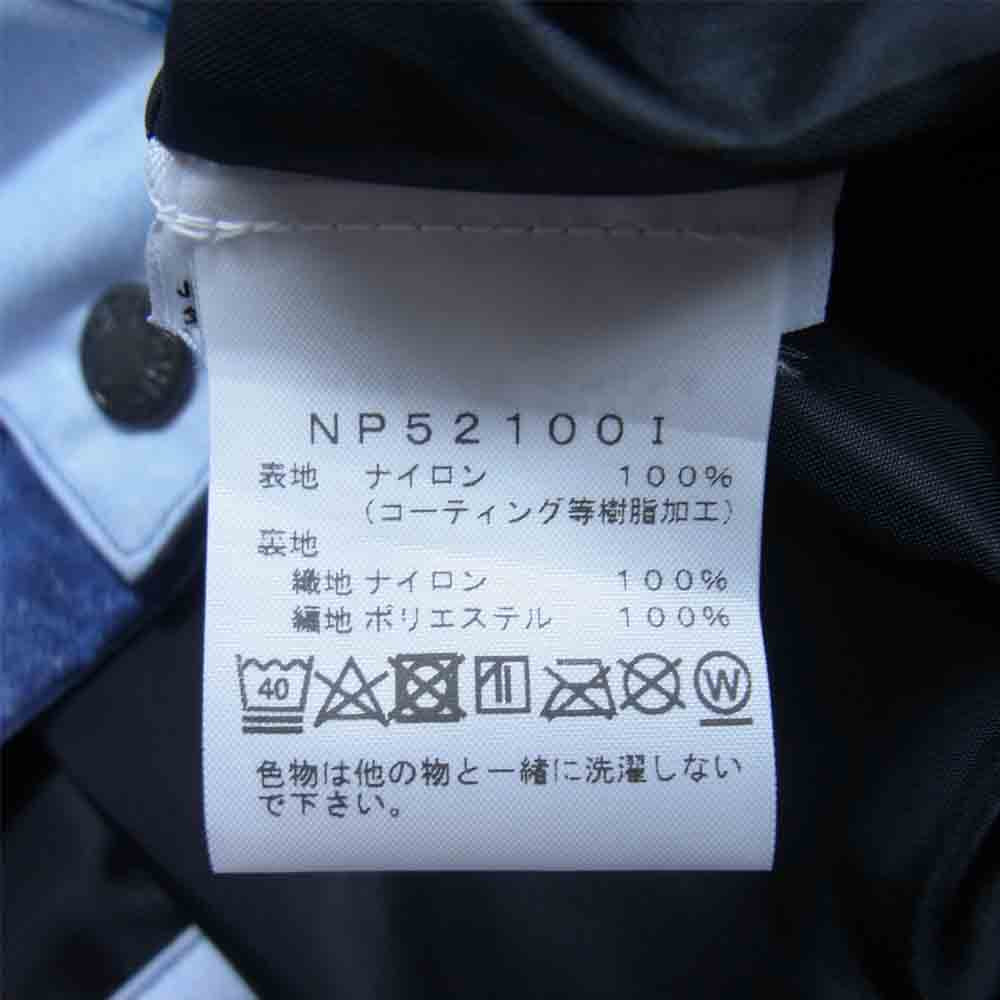 NP52100I
表地 ナイロン 100%
(コーティング等樹脂加工)
裏地
織地 ナイロン 100%
編地 ポリエステル 100%
40 W
色物は他の物と一緒に洗濯しない
で下さい。